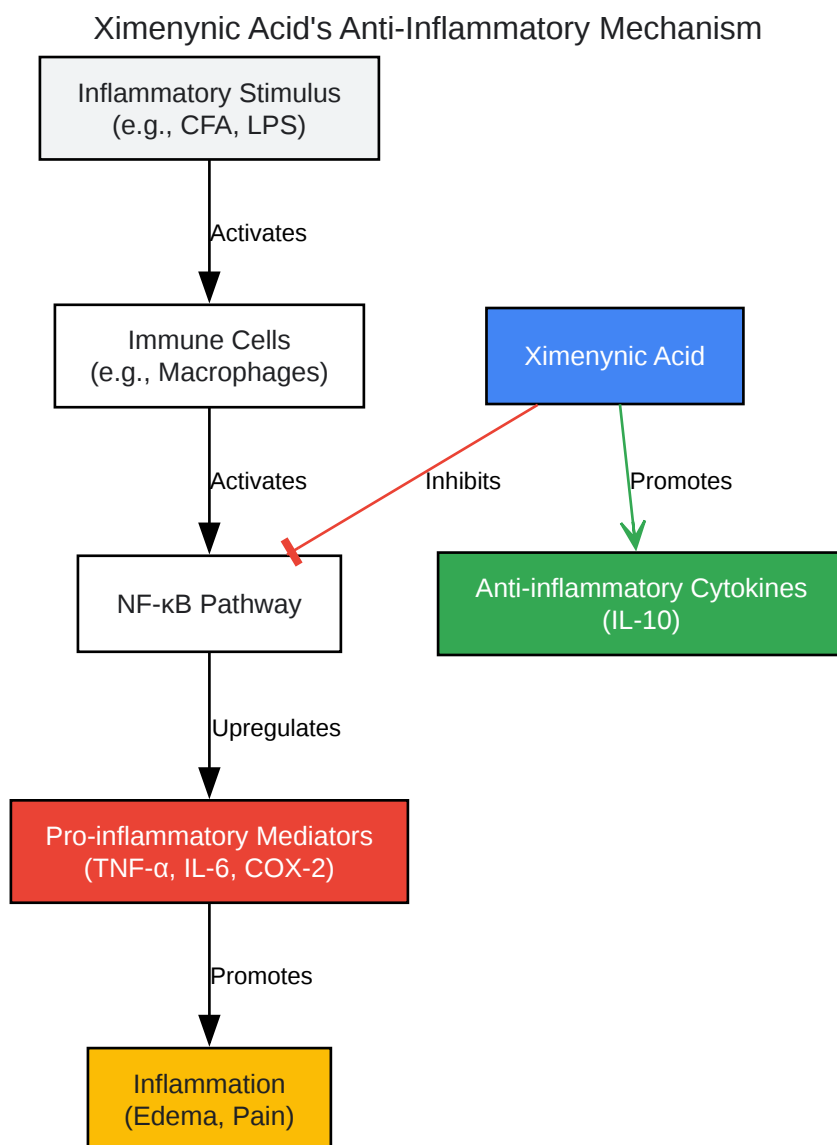 Ximenynic Acid's Anti-Inflammatory Mechanism
Inflammatory Stimulus
(e.g., CFA, LPS)
Activates
Immune Cells
(e.g., Macrophages)
Ximenynic Acid
Activates
Inhibits
Promotes
NF-κB Pathway
Anti-inflammatory Cytokines
(IL-10)
Upregulates
Pro-inflammatory Mediators
(TNF-α, IL-6, COX-2)
Promotes
Inflammation
(Edema, Pain)